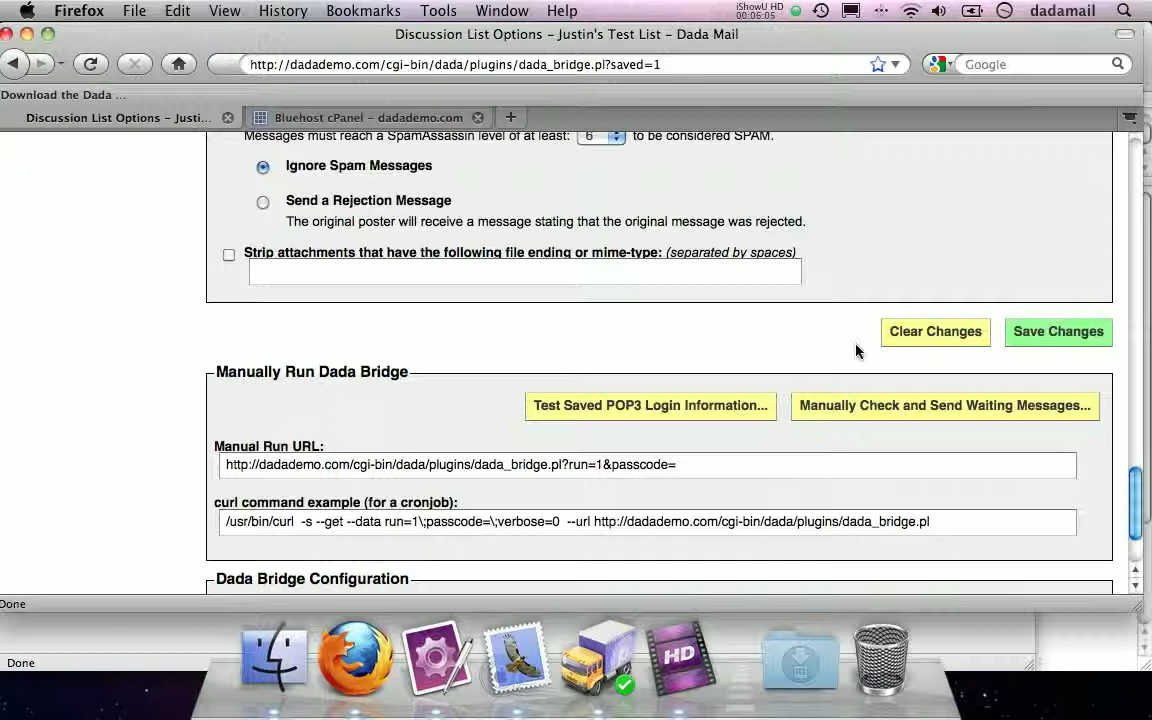 Firefox File Edit View History Bookmarks Tools Window Help iShowU HD 00:06:05 dadamail
Discussion List Options – Justin's Test List – Dada Mail
http://dadademo.com/cgi-bin/dada/plugins/dada_bridge.pl?saved=1 Google
Download the Dada ...
Discussion List Options – Justi... Bluehost cPanel – dadademo.com
Messages must reach a SpamAssassin level of at least: 6 to be considered SPAM.
Ignore Spam Messages
Send a Rejection Message
The original poster will receive a message stating that the original message was rejected.
Strip attachments that have the following file ending or mime-type: (separated by spaces)
Clear Changes Save Changes
Manually Run Dada Bridge
Test Saved POP3 Login Information... Manually Check and Send Waiting Messages...
Manual Run URL:
http://dadademo.com/cgi-bin/dada/plugins/dada_bridge.pl?run=1&passcode=
curl command example (for a cronjob):
/usr/bin/curl -s --get --data run=1\;passcode=\;verbose=0 --url http://dadademo.com/cgi-bin/dada/plugins/dada_bridge.pl
Dada Bridge Configuration
Done
Done
HD